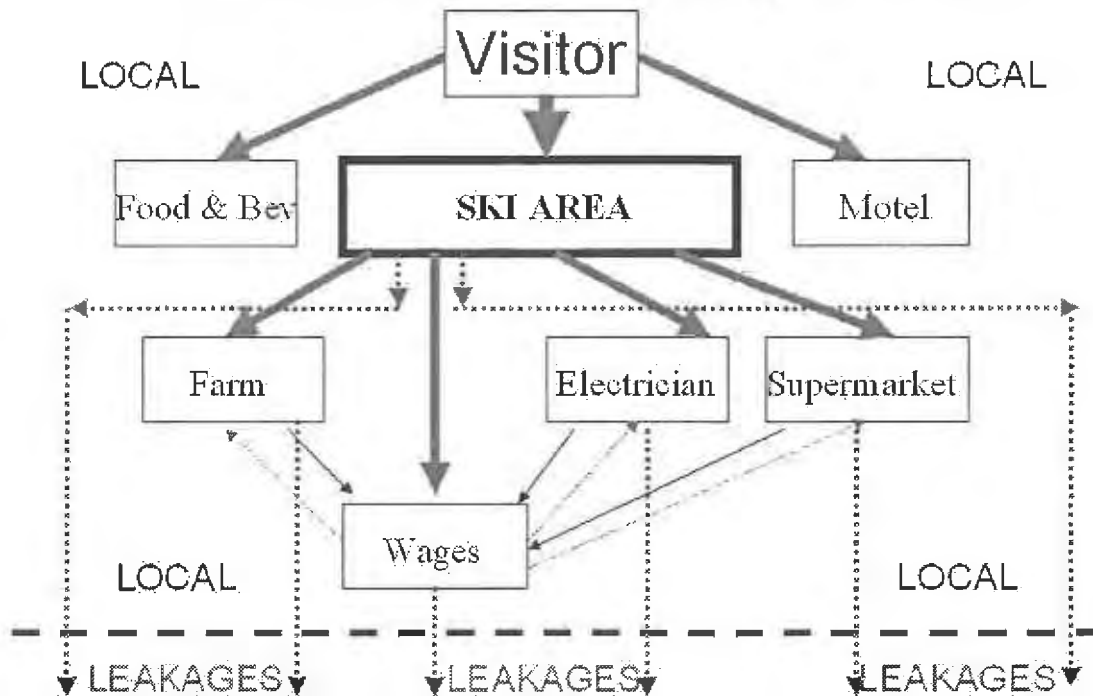 Visitor
LOCAL
LOCAL
Food & Bev
SKI AREA
Motel
Farm
Electrician
Supermarket
Wages
LOCAL
LOCAL
LEAKAGES
LEAKAGES
LEAKAGES